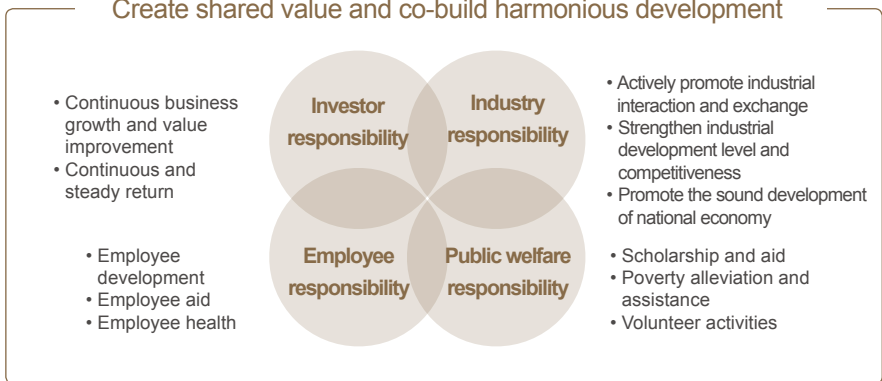 Create shared value and co-build harmonious development
• Continuous business
growth and value
improvement
• Continuous and
steady return
Investor
responsibility
Industry
responsibility
• Actively promote industrial
interaction and exchange
• Strengthen industrial
development level and
competitiveness
• Promote the sound development
of national economy
• Employee
development
• Employee aid
• Employee health
Employee
responsibility
Public welfare
responsibility
• Scholarship and aid
• Poverty alleviation and
assistance
• Volunteer activities